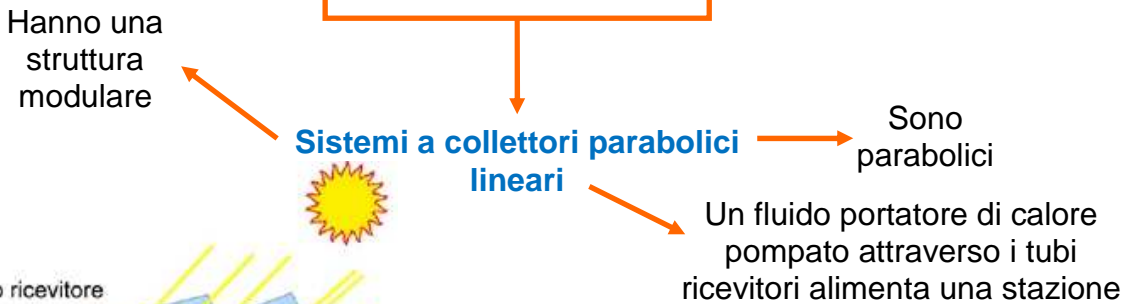 Hanno una
struttura
modulare
Sistemi a collettori parabolici
lineari
Sono
parabolici
Un fluido portatore di calore
pompato attraverso i tubi
ricevitori alimenta una stazione
ricevitore